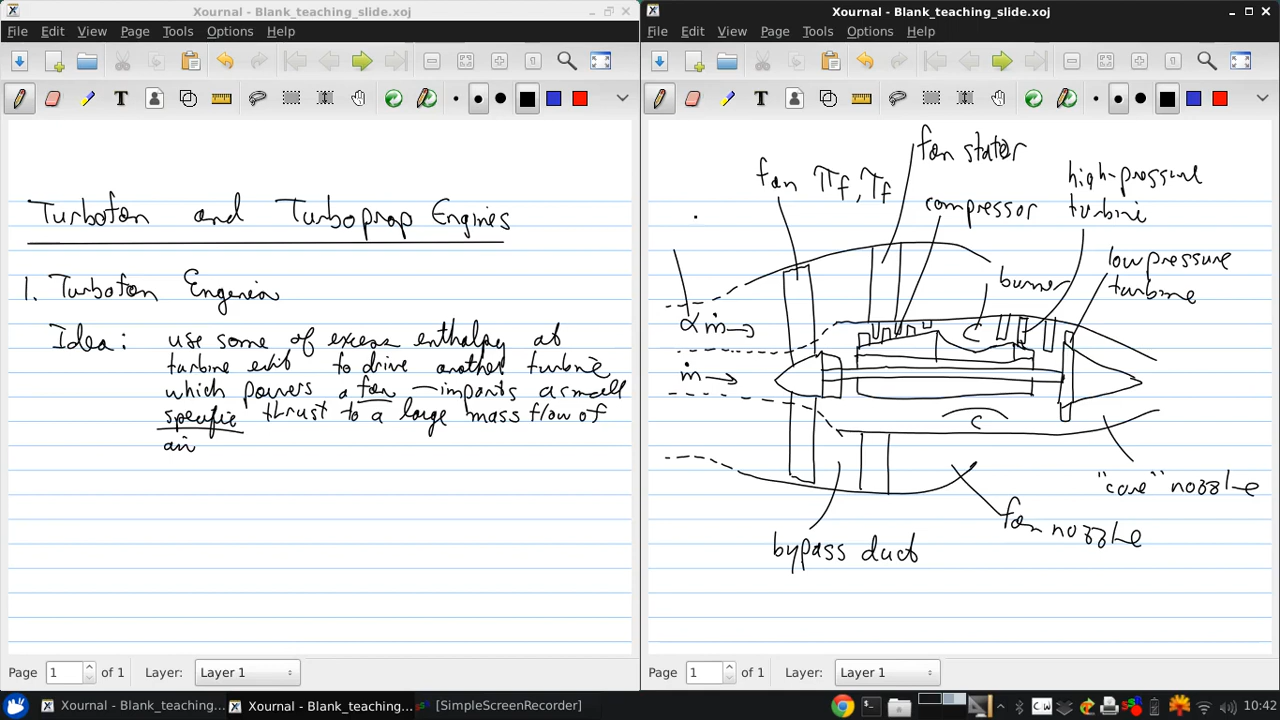 Xournal - Blank_teaching_slide.xoj
File Edit View Page Tools Options Help
Turbofan and Turboprop Engines
1. Turbofan Engines
Idea: use some of excess enthalpy at
turbine exit to drive another turbine
which powers a fan — imparts a small
specific thrust to a large mass flow of
air
Page 1 of 1 Layer: Layer 1
Xournal - Blank_teaching_slide.xoj
File Edit View Page Tools Options Help
fan stator
fan πf, τf
high-pressure
turbine
compressor
low pressure
turbine
burner
αṁ →
ṁ →
c
c
"core" nozzle
fan nozzle
bypass duct
Page 1 of 1 Layer: Layer 1
Xournal - Blank_teaching_...
Xournal - Blank_teaching_...
[SimpleScreenRecorder]
10:42